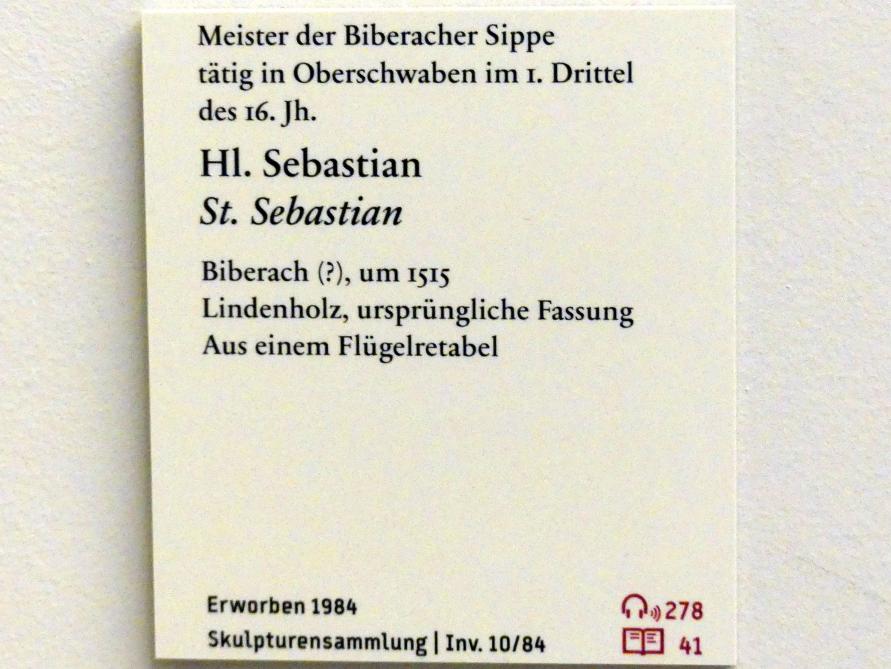 Meister der Biberacher Sippe
tätig in Oberschwaben im 1. Drittel
des 16. Jh.
Hl. Sebastian
St. Sebastian
Biberach (?), um 1515
Lindenholz, ursprüngliche Fassung
Aus einem Flügelretabel
Erworben 1984
278
Skulpturensammlung | Inv. 10/84
41